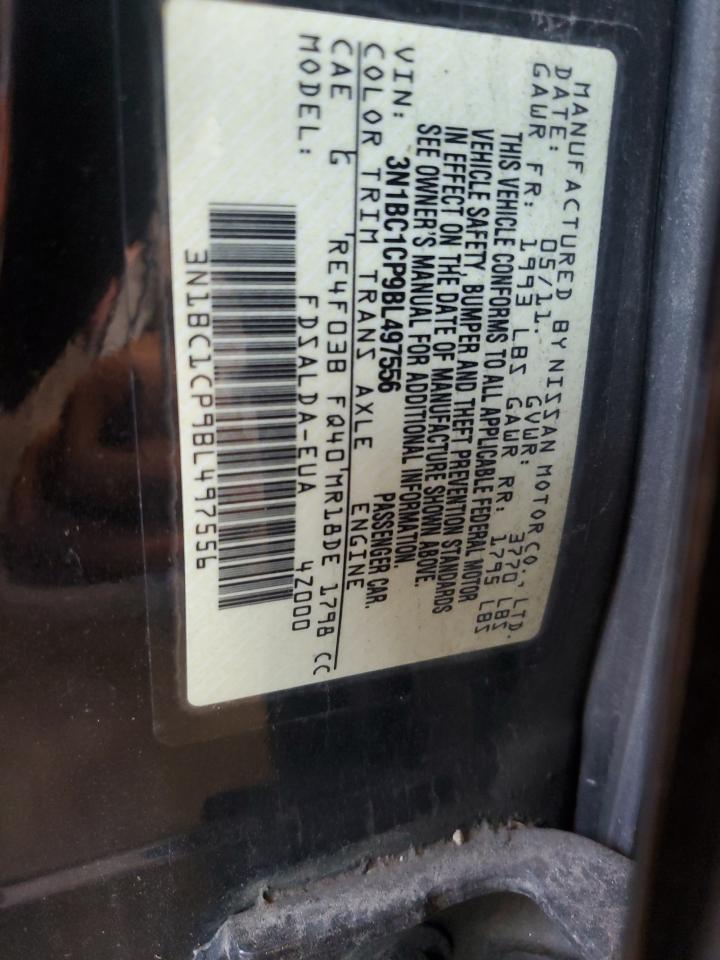 MANUFACTURED BY NISSAN MOTOR CO., LTD.
DATE: 05/11. GVWR: 3770 LBS
GAWR FR: 1993 LBS GAWR RR: 1795 LBS
THIS VEHICLE CONFORMS TO ALL APPLICABLE FEDERAL MOTOR
VEHICLE SAFETY, BUMPER AND THEFT PREVENTION STANDARDS
IN EFFECT ON THE DATE OF MANUFACTURE SHOWN ABOVE.
SEE OWNER'S MANUAL FOR ADDITIONAL INFORMATION.
VIN: 3N1BC1CP9BL497556 PASSENGER CAR.
COLOR TRIM TRANS AXLE ENGINE
CAE G RE4F03B FQ40 MR18DE 1798 CC
MODEL: FDSALDA-EUA 4Z000
3N1BC1CP9BL497556